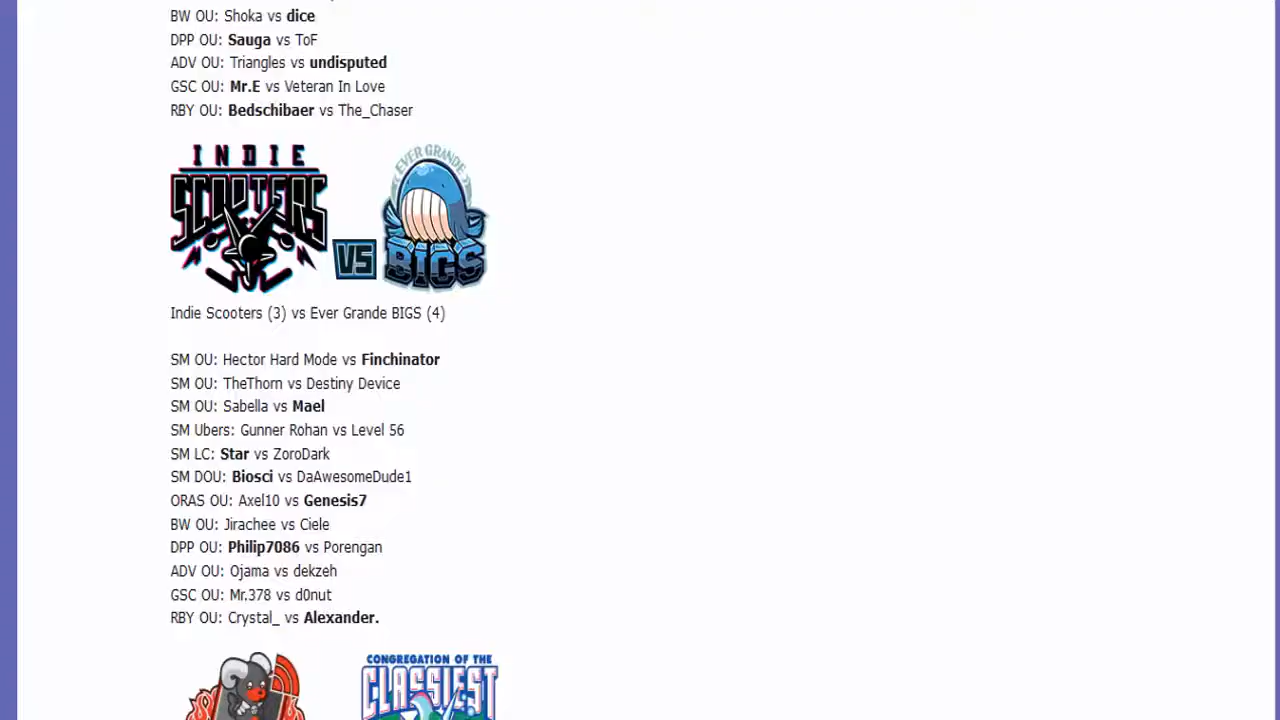 BW OU: Shoka vs dice
DPP OU: Sauga vs ToF
ADV OU: Triangles vs undisputed
GSC OU: Mr.E vs Veteran In Love
RBY OU: Bedschibaer vs The_Chaser
INDIE
SCOOTERS
VS
EVER GRANDE
BIGS
Indie Scooters (3) vs Ever Grande BIGS (4)
SM OU: Hector Hard Mode vs Finchinator
SM OU: TheThorn vs Destiny Device
SM OU: Sabella vs Mael
SM Ubers: Gunner Rohan vs Level 56
SM LC: Star vs ZoroDark
SM DOU: Biosci vs DaAwesomeDude1
ORAS OU: Axel10 vs Genesis7
BW OU: Jirachee vs Ciele
DPP OU: Philip7086 vs Porengan
ADV OU: Ojama vs dekzeh
GSC OU: Mr.378 vs d0nut
RBY OU: Crystal_ vs Alexander.
CONGREGATION OF THE
CLASSIEST